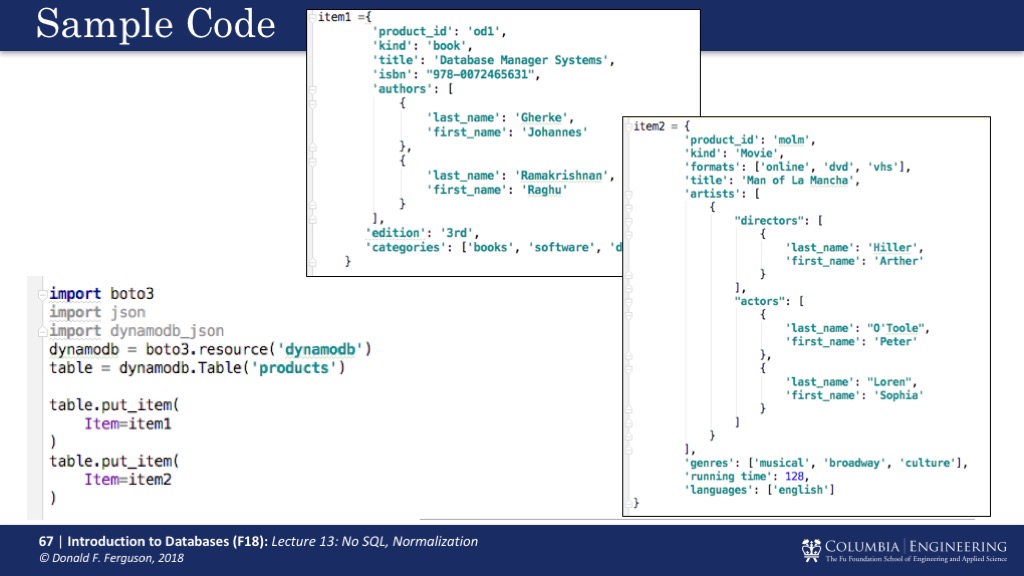 Sample Code
item1 ={
'product_id': 'od1',
'kind': 'book',
'title': 'Database Manager Systems',
'isbn': "978-0072465631",
'authors': [
{
'last_name': 'Gherke',
'first_name': 'Johannes'
},
{
'last_name': 'Ramakrishnan',
'first_name': 'Raghu'
}
],
'edition': '3rd',
'categories': ['books', 'software', 'd
}
item2 = {
'product_id': 'molm',
'kind': 'Movie',
'formats': ['online', 'dvd', 'vhs'],
'title': 'Man of La Mancha',
'artists': [
{
"directors": [
{
'last_name': 'Hiller',
'first_name': 'Arther'
}
],
"actors": [
{
'last_name': "O'Toole",
'first_name': 'Peter'
},
{
'last_name': "Loren",
'first_name': 'Sophia'
}
]
}
],
'genres': ['musical', 'broadway', 'culture'],
'running time': 128,
'languages': ['english']
}
import boto3
import json
import dynamodb_json
dynamodb = boto3.resource('dynamodb')
table = dynamodb.Table('products')
table.put_item(
Item=item1
)
table.put_item(
Item=item2
)
67 | Introduction to Databases (F18): Lecture 13: No SQL, Normalization
© Donald F. Ferguson, 2018
COLUMBIA | ENGINEERING
The Fu Foundation School of Engineering and Applied Science